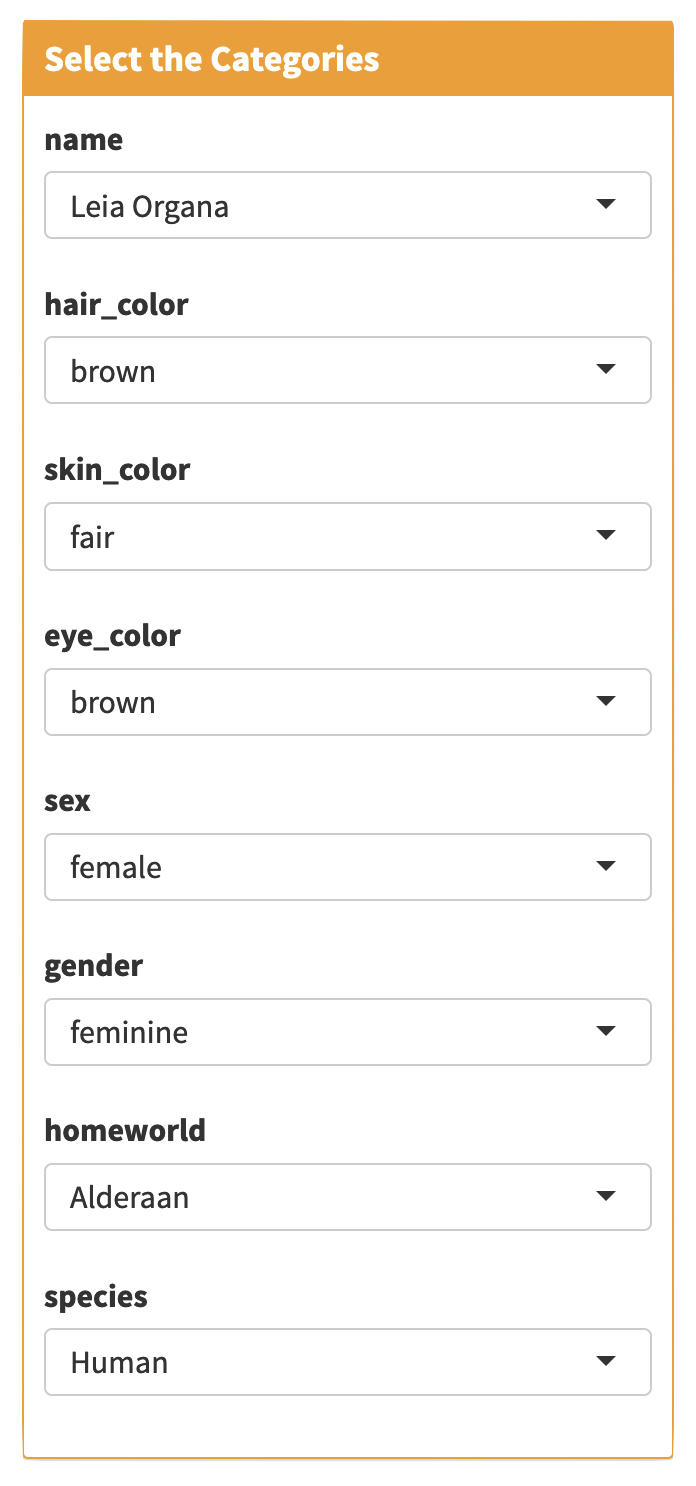 Select the Categories
name
Leia Organa
hair_color
brown
skin_color
fair
eye_color
brown
sex
female
gender
feminine
homeworld
Alderaan
species
Human